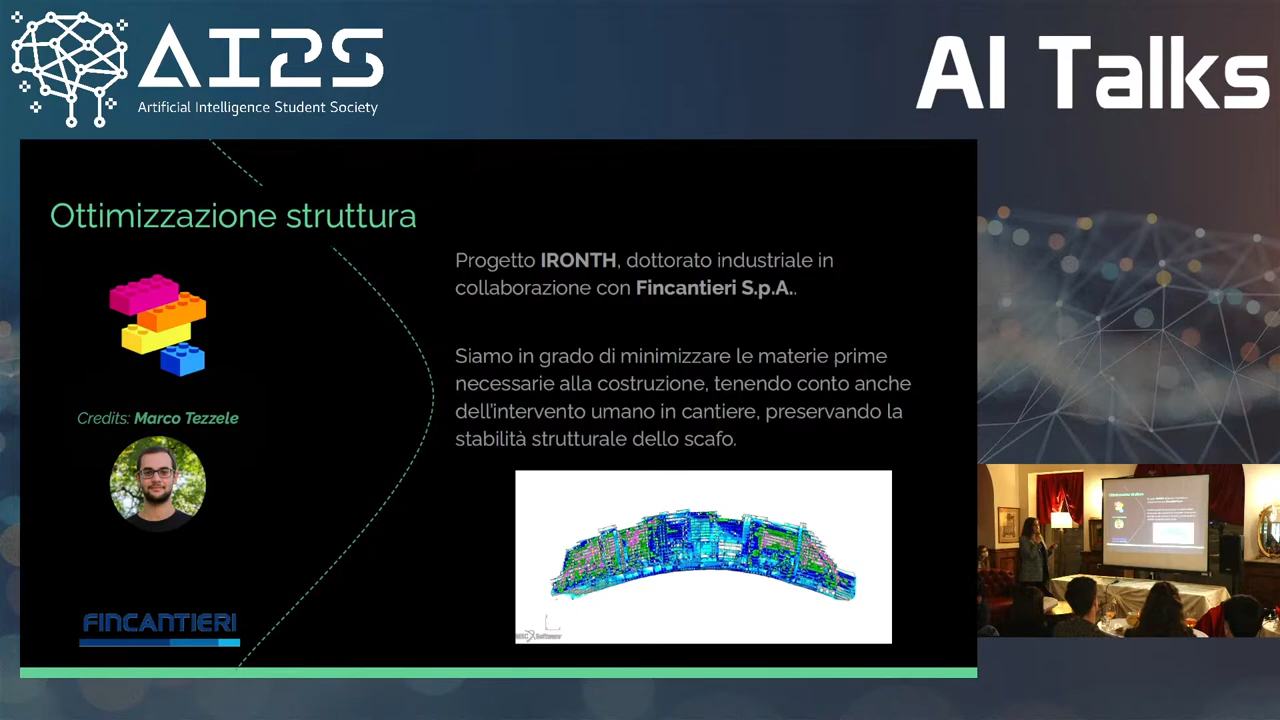 AI2S
Artificial Intelligence Student Society
AI Talks
Ottimizzazione struttura
Progetto IRONTH, dottorato industriale in
collaborazione con Fincantieri S.p.A..
Siamo in grado di minimizzare le materie prime
necessarie alla costruzione, tenendo conto anche
dell'intervento umano in cantiere, preservando la
stabilità strutturale dello scafo.
Credits: Marco Tezzele
FINCANTIERI
MSC Software